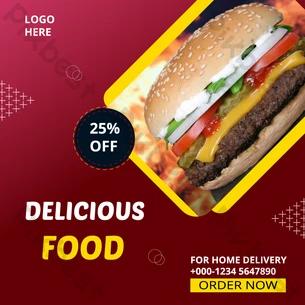 LOGO
HERE
25%
OFF
DELICIOUS
FOOD
FOR HOME DELIVERY
+000-1234 5647890
ORDER NOW